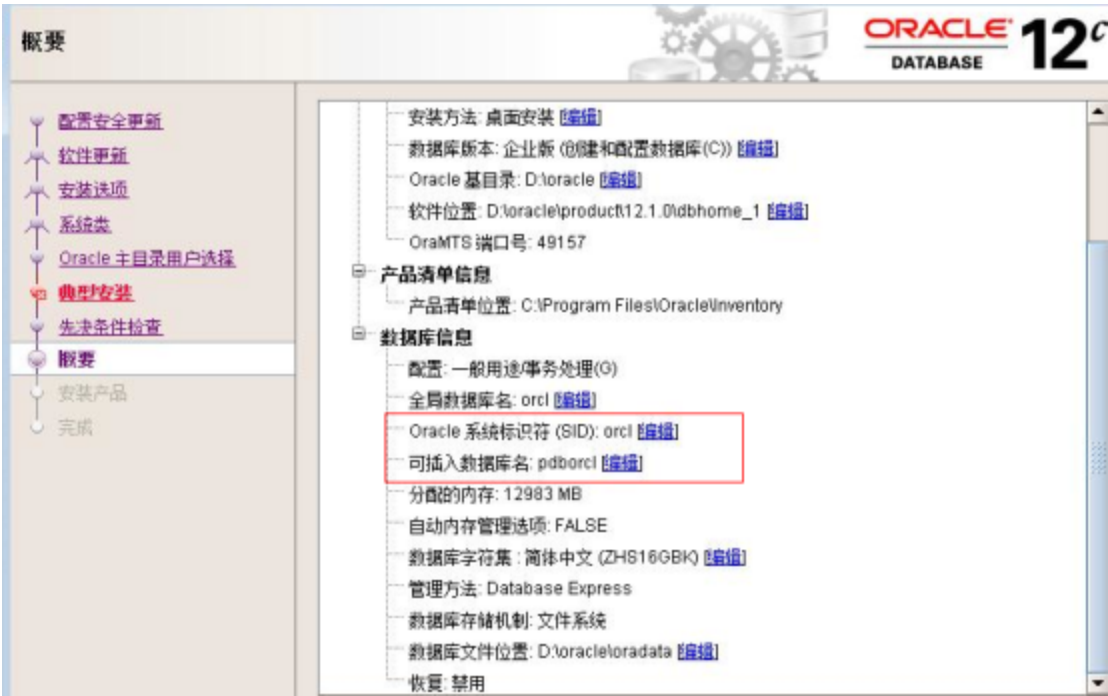 概要
ORACLE 12c
DATABASE
配置安全更新
软件更新
安装选项
系统类
Oracle 主目录用户选择
典型安装
先决条件检查
概要
安装产品
完成
安装方法: 桌面安装 [编辑]
数据库版本: 企业版 (创建和配置数据库(C)) [编辑]
Oracle 基目录: D:\oracle [编辑]
软件位置: D:\oracle\product\12.1.0\dbhome_1 [编辑]
OraMTS 端口号: 49157
产品清单信息
产品清单位置: C:\Program Files\Oracle\Inventory
数据库信息
配置: 一般用途/事务处理(G)
全局数据库名: orcl [编辑]
Oracle 系统标识符 (SID): orcl [编辑]
可插入数据库名: pdborcl [编辑]
分配的内存: 12983 MB
自动内存管理选项: FALSE
数据库字符集 : 简体中文 (ZHS16GBK) [编辑]
管理方法: Database Express
数据库存储机制: 文件系统
数据库文件位置: D:\oracle\oradata [编辑]
恢复: 禁用